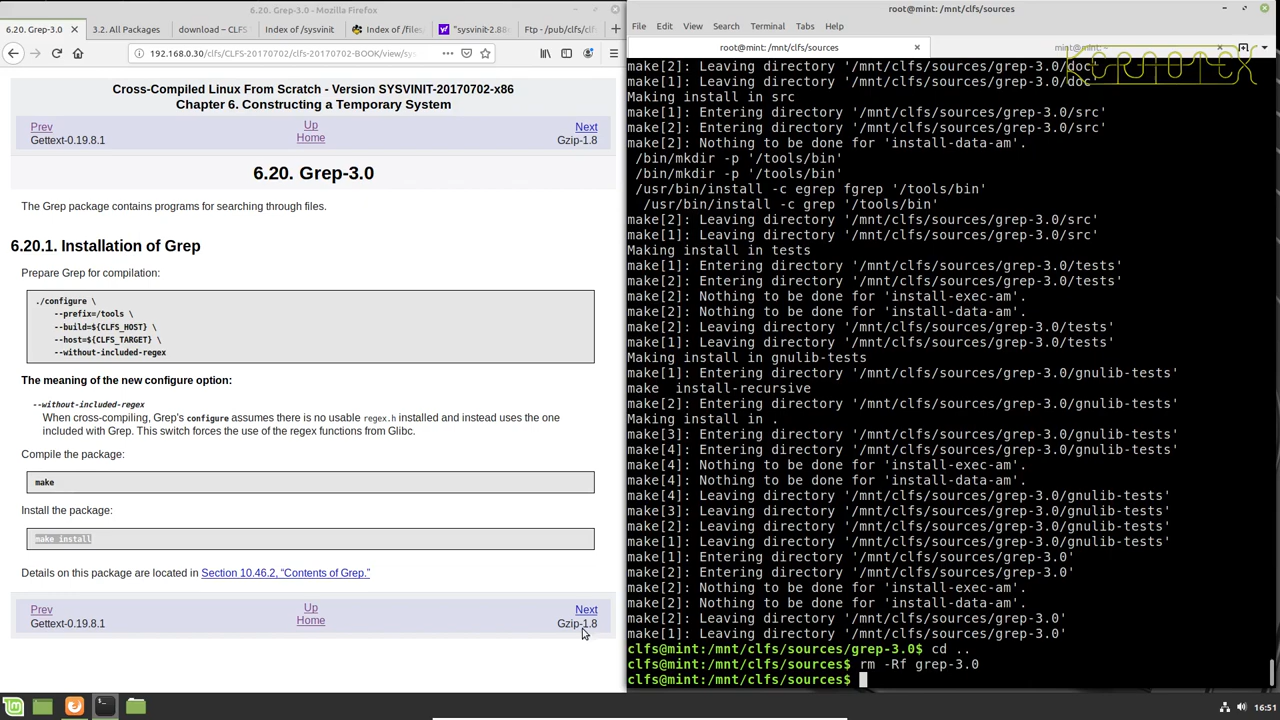 6.20. Grep-3.0 - Mozilla Firefox
6.20. Grep-3.0
3.2. All Packages
download – CLFS
Index of /sysvinit
Index of /files
"sysvinit-2.88
Ftp - /pub/clfs/
192.168.0.30/clfs/CLFS-20170702/clfs-20170702-BOOK/view/sy
Cross-Compiled Linux From Scratch - Version SYSVINIT-20170702-x86
Chapter 6. Constructing a Temporary System
Prev
Up
Next
Gettext-0.19.8.1
Home
Gzip-1.8
6.20. Grep-3.0
The Grep package contains programs for searching through files.
6.20.1. Installation of Grep
Prepare Grep for compilation:
./configure \
--prefix=/tools \
--build=${CLFS_HOST} \
--host=${CLFS_TARGET} \
--without-included-regex
The meaning of the new configure option:
--without-included-regex
When cross-compiling, Grep's configure assumes there is no usable regex.h installed and instead uses the one
included with Grep. This switch forces the use of the regex functions from Glibc.
Compile the package:
make
Install the package:
make install
Details on this package are located in Section 10.46.2, “Contents of Grep.”
Prev
Up
Next
Gettext-0.19.8.1
Home
Gzip-1.8
root@mint: /mnt/clfs/sources
File Edit View Search Terminal Tabs Help
root@mint: /mnt/clfs/sources
root@mint: ~
KERNOTEX
make[2]: Leaving directory '/mnt/clfs/sources/grep-3.0/doc'
make[1]: Leaving directory '/mnt/clfs/sources/grep-3.0/doc'
Making install in src
make[1]: Entering directory '/mnt/clfs/sources/grep-3.0/src'
make[2]: Entering directory '/mnt/clfs/sources/grep-3.0/src'
make[2]: Nothing to be done for 'install-data-am'.
/bin/mkdir -p '/tools/bin'
/bin/mkdir -p '/tools/bin'
/usr/bin/install -c egrep fgrep '/tools/bin'
/usr/bin/install -c grep '/tools/bin'
make[2]: Leaving directory '/mnt/clfs/sources/grep-3.0/src'
make[1]: Leaving directory '/mnt/clfs/sources/grep-3.0/src'
Making install in tests
make[1]: Entering directory '/mnt/clfs/sources/grep-3.0/tests'
make[2]: Entering directory '/mnt/clfs/sources/grep-3.0/tests'
make[2]: Nothing to be done for 'install-exec-am'.
make[2]: Nothing to be done for 'install-data-am'.
make[2]: Leaving directory '/mnt/clfs/sources/grep-3.0/tests'
make[1]: Leaving directory '/mnt/clfs/sources/grep-3.0/tests'
Making install in gnulib-tests
make[1]: Entering directory '/mnt/clfs/sources/grep-3.0/gnulib-tests'
make  install-recursive
make[2]: Entering directory '/mnt/clfs/sources/grep-3.0/gnulib-tests'
Making install in .
make[3]: Entering directory '/mnt/clfs/sources/grep-3.0/gnulib-tests'
make[4]: Entering directory '/mnt/clfs/sources/grep-3.0/gnulib-tests'
make[4]: Nothing to be done for 'install-exec-am'.
make[4]: Nothing to be done for 'install-data-am'.
make[4]: Leaving directory '/mnt/clfs/sources/grep-3.0/gnulib-tests'
make[3]: Leaving directory '/mnt/clfs/sources/grep-3.0/gnulib-tests'
make[2]: Leaving directory '/mnt/clfs/sources/grep-3.0/gnulib-tests'
make[1]: Leaving directory '/mnt/clfs/sources/grep-3.0/gnulib-tests'
make[1]: Entering directory '/mnt/clfs/sources/grep-3.0'
make[2]: Entering directory '/mnt/clfs/sources/grep-3.0'
make[2]: Nothing to be done for 'install-exec-am'.
make[2]: Nothing to be done for 'install-data-am'.
make[2]: Leaving directory '/mnt/clfs/sources/grep-3.0'
make[1]: Leaving directory '/mnt/clfs/sources/grep-3.0'
clfs@mint:/mnt/clfs/sources/grep-3.0$ cd ..
clfs@mint:/mnt/clfs/sources$ rm -Rf grep-3.0
clfs@mint:/mnt/clfs/sources$
16:51